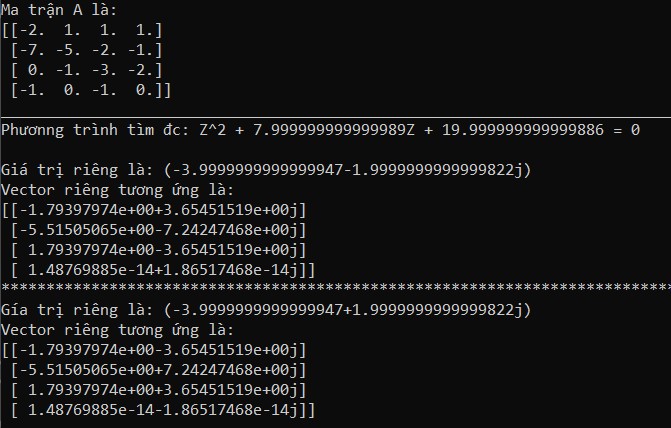 Ma trận A là:
[[-2.  1.  1.  1.]
 [-7. -5. -2. -1.]
 [ 0. -1. -3. -2.]
 [-1.  0. -1.  0.]]
Phươnng trình tìm đc: Z^2 + 7.999999999999989Z + 19.999999999999886 = 0
Giá trị riêng là: (-3.9999999999999947-1.9999999999999822j)
Vector riêng tương ứng là:
[[-1.79397974e+00+3.65451519e+00j]
 [-5.51505065e+00-7.24247468e+00j]
 [ 1.79397974e+00-3.65451519e+00j]
 [ 1.48769885e-14+1.86517468e-14j]]
***************************************************************************
Gía trị riêng là: (-3.9999999999999947+1.9999999999999822j)
Vector riêng tương ứng là:
[[-1.79397974e+00-3.65451519e+00j]
 [-5.51505065e+00+7.24247468e+00j]
 [ 1.79397974e+00+3.65451519e+00j]
 [ 1.48769885e-14-1.86517468e-14j]]